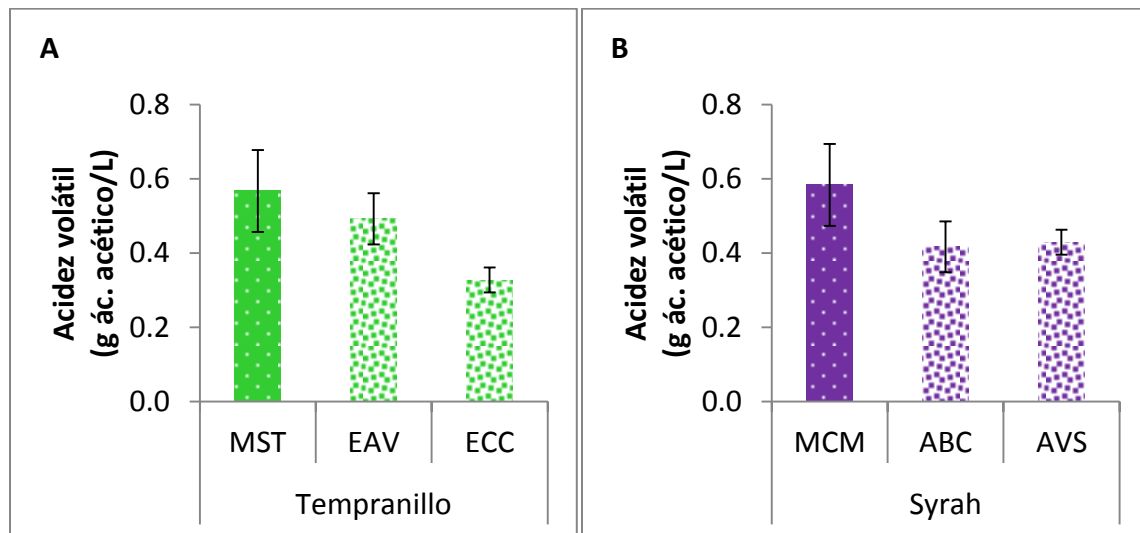 A
Acidez volátil
(g ác. acético/L)
0.8
0.6
0.4
0.2
0.0
MST EAV ECC
Tempranillo
B
Acidez volátil
(g ác. acético/L)
0.8
0.6
0.4
0.2
0.0
MCM ABC AVS
Syrah